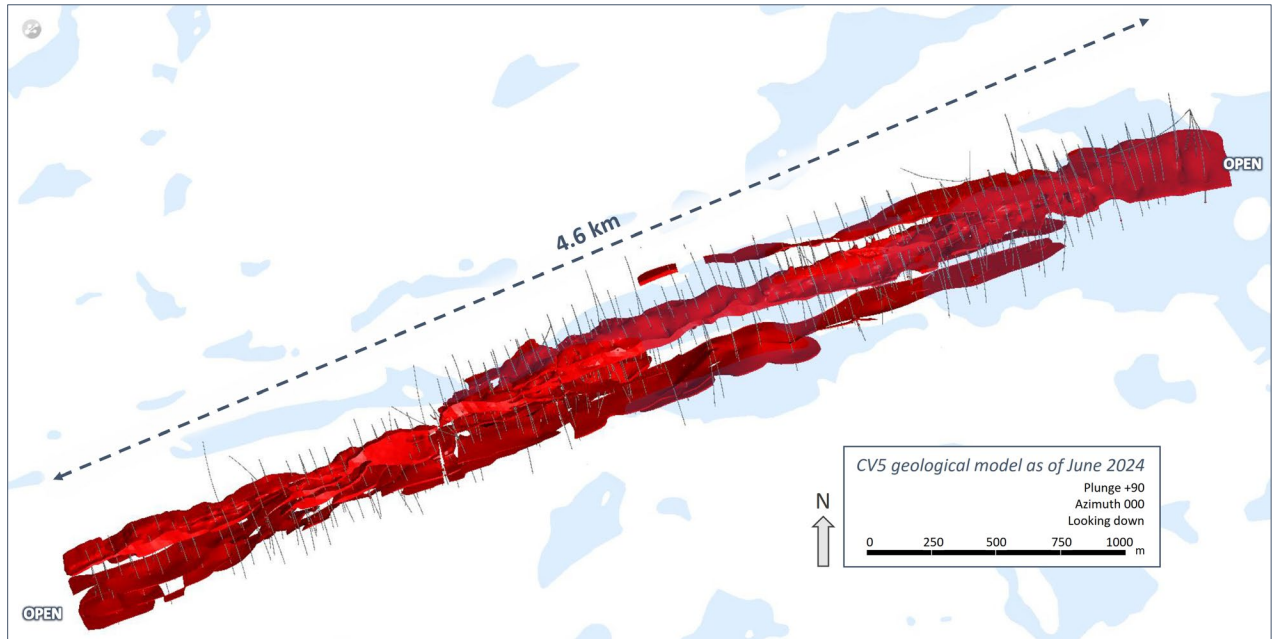 4.6 km
OPEN
OPEN
CV5 geological model as of June 2024
Plunge +90
Azimuth 000
Looking down
N
0 250 500 750 1000
m